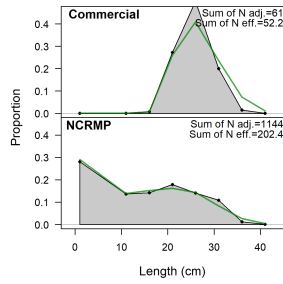 Commercial
Sum of N adj.=61
Sum of N eff.=52.2
0.4
0.3
0.2
0.1
0.0
NCRMP
Sum of N adj.=1144
Sum of N eff.=202.4
0.4
0.3
0.2
0.1
0.0
Proportion
0 10 20 30 40
Length (cm)